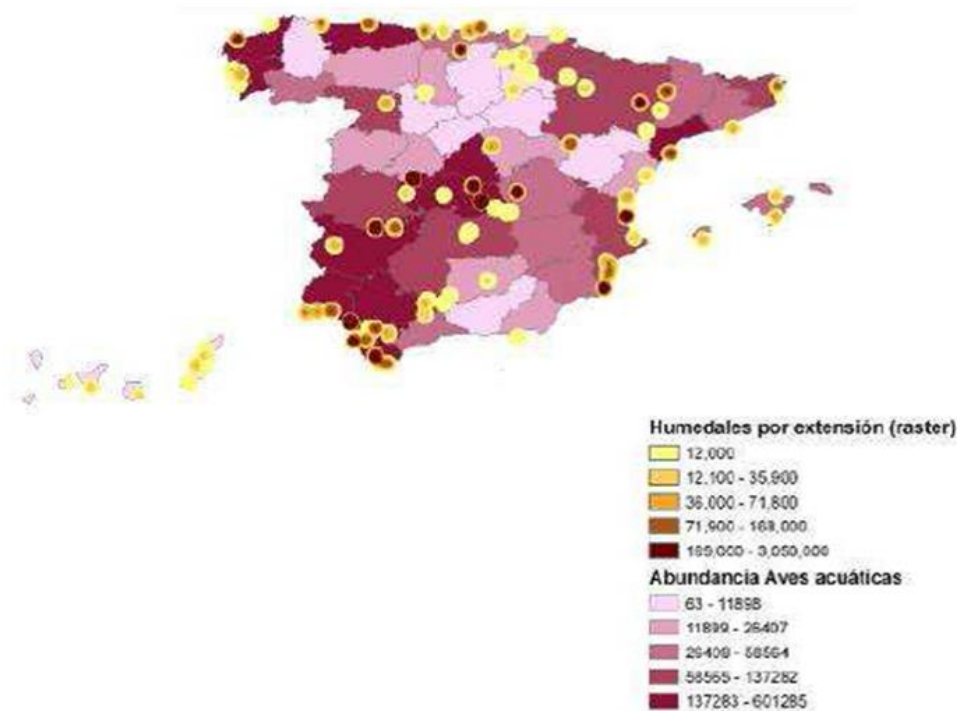 Humedales por extensión (raster)
12,000
12,100 - 35,900
36,000 - 71,800
71,900 - 168,000
169,000 - 3,050,000
Abundancia Aves acuáticas
63 - 11898
11899 - 26407
26408 - 58564
58565 - 137282
137283 - 601285